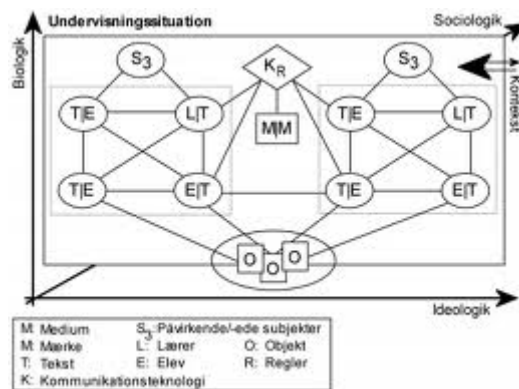 Undervisningssituation
Sociologik
Biologik
Kontekst
S3
K R
S3
T|E
L|T
M|M
T|E
L|T
T|E
E|T
T|E
E|T
O
O
O
Ideologik
M: Medium
S3: Påvirkende/-ede subjekter
M: Mærke
L: Lærer
O: Objekt
T: Tekst
E: Elev
R: Regler
K: Kommunikationsteknologi